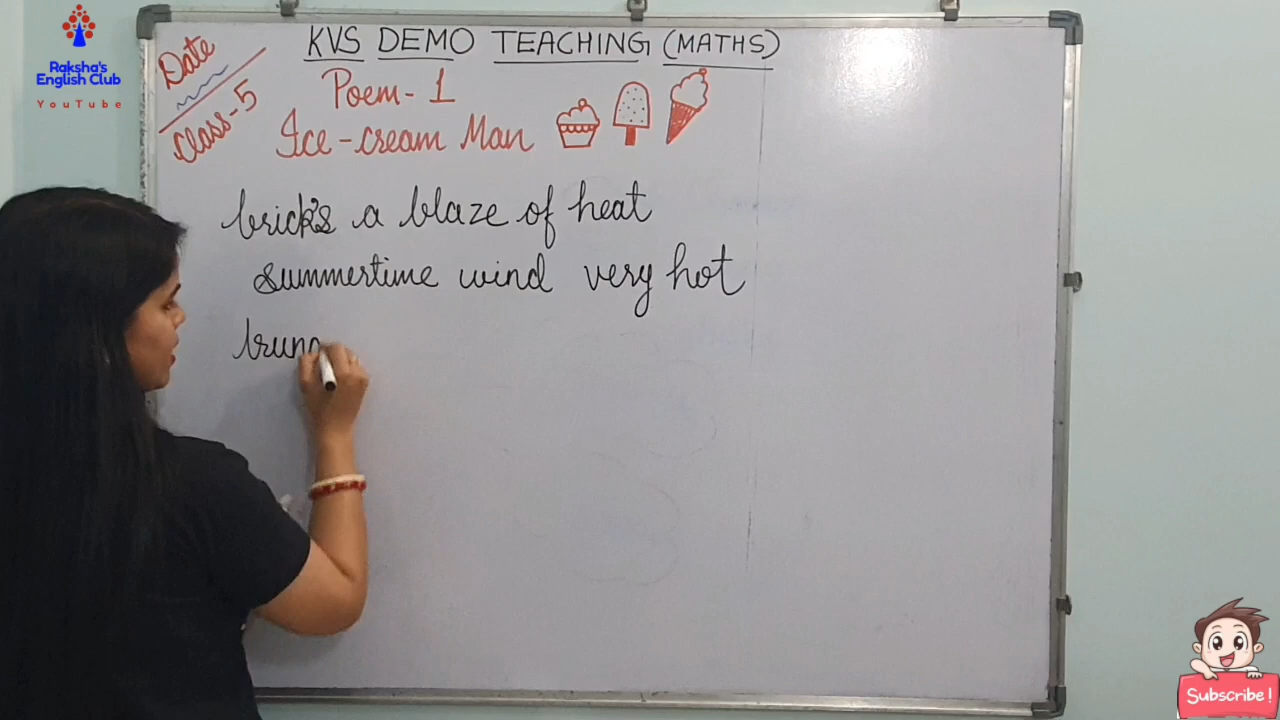 Raksha's
English Club
YouTube
Date
Class-5
KVS DEMO TEACHING (MATHS)
Poem-1
Ice-cream Man
brick's a blaze of heat
summertime wind very hot
Subscribe!